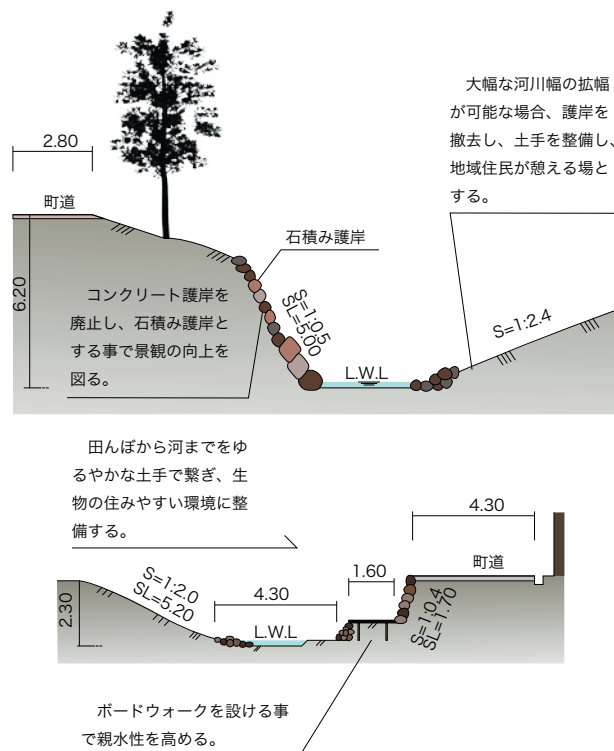 大幅な河川幅の拡幅
が可能な場合、護岸を
撤去し、土手を整備し、
地域住民が憩える場と
する。
2.80
町道
石積み護岸
6.20
コンクリート護岸を
廃止し、石積み護岸と
する事で景観の向上を
図る。
S=1:0.5
SL=5.00
L.W.L
S=1:2.4
田んぼから河までをゆ
るやかな土手で繋ぎ、生
物の住みやすい環境に整
備する。
4.30
町道
1.60
S=1:2.0
SL=5.20
4.30
2.30
L.W.L
S=1:0.4
SL=1.70
ボードウォークを設ける事
で親水性を高める。